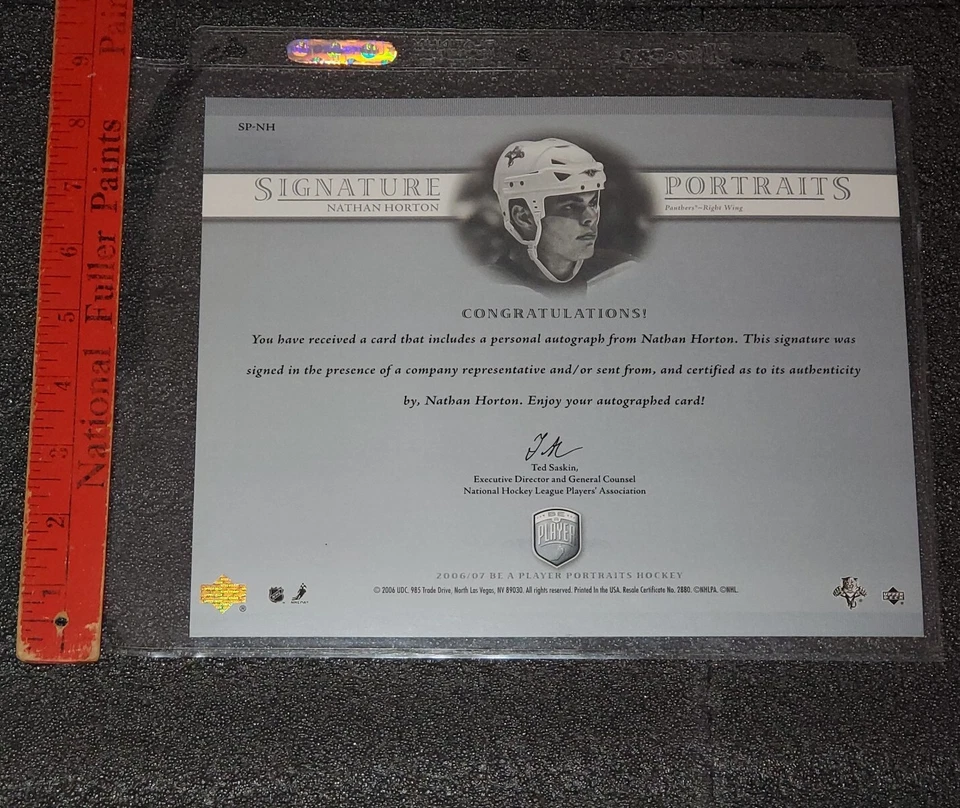 National Fuller Paints Pai
1
2
3
4
5
6
7
8
9
SP-NH
SIGNATURE PORTRAITS
NATHAN HORTON Panthers®–Right Wing
CONGRATULATIONS!
You have received a card that includes a personal autograph from Nathan Horton. This signature was
signed in the presence of a company representative and/or sent from, and certified as to its authenticity
by, Nathan Horton. Enjoy your autographed card!
Ted Saskin,
Executive Director and General Counsel
National Hockey League Players' Association
BE
A
PLAYER
2006/07 BE A PLAYER PORTRAITS HOCKEY
© 2006 UDC. 985 Trade Drive, North Las Vegas, NV 89030. All rights reserved. Printed in the USA. Resale Certificate No. 2880. ©NHLPA. ©NHL.